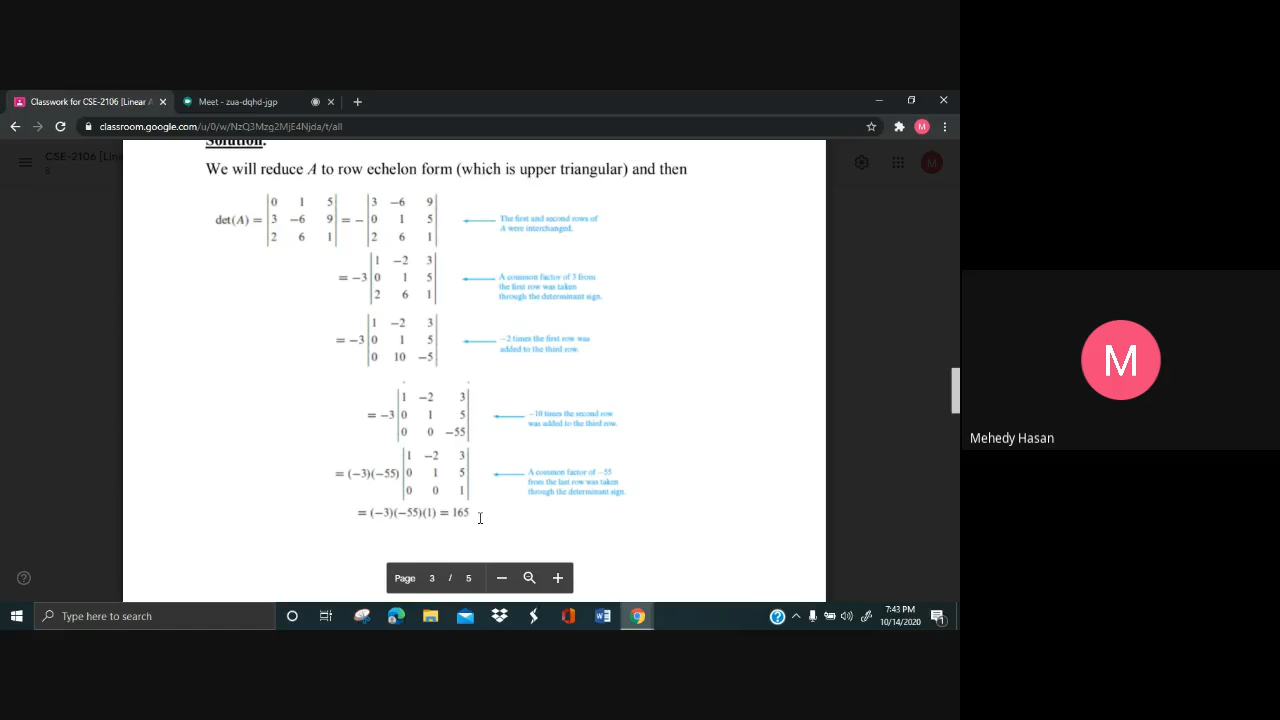 Classwork for CSE-2106 [Linear A
Meet - zua-dqhd-jgp
classroom.google.com/u/0/w/NzQ3Mzg2MjE4Njda/t/all
M
CSE-2106 [Lin
8
M
Solution:
We will reduce A to row echelon form (which is upper triangular) and then
det(A) = | 0 1 5 | = − | 3 −6 9 |
| 3 −6 9 | | 0 1 5 |
| 2 6 1 | | 2 6 1 |
The first and second rows of
A were interchanged.
= −3 | 1 −2 3 |
| 0 1 5 |
| 2 6 1 |
A common factor of 3 from
the first row was taken
through the determinant sign.
= −3 | 1 −2 3 |
| 0 1 5 |
| 0 10 −5 |
−2 times the first row was
added to the third row.
= −3 | 1 −2 3 |
| 0 1 5 |
| 0 0 −55 |
−10 times the second row
was added to the third row.
= (−3)(−55) | 1 −2 3 |
| 0 1 5 |
| 0 0 1 |
A common factor of −55
from the last row was taken
through the determinant sign.
= (−3)(−55)(1) = 165
Page 3 / 5
Type here to search
7:43 PM
10/14/2020
1
M
Mehedy Hasan